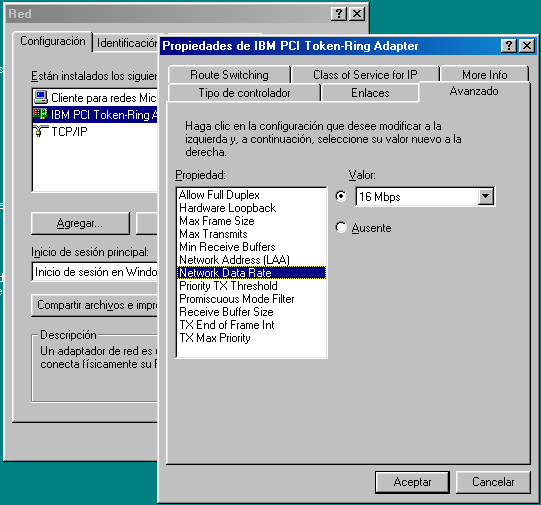 Red
Configuración
Identificació
Están instalados los siguien
Cliente para redes Mic
IBM PCI Token-Ring A
TCP/IP
Agregar...
Inicio de sesión principal:
Inicio de sesión en Windo
Compartir archivos e impre
Descripción
Un adaptador de red es u
conecta físicamente su
Propiedades de IBM PCI Token-Ring Adapter
Route Switching
Class of Service for IP
More Info
Tipo de controlador
Enlaces
Avanzado
Haga clic en la configuración que desee modificar a la
izquierda y, a continuación, seleccione su valor nuevo a la
derecha.
Propiedad:
Allow Full Duplex
Hardware Loopback
Max Frame Size
Max Transmits
Min Receive Buffers
Network Address (LAA)
Network Data Rate
Priority TX Threshold
Promiscuous Mode Filter
Receive Buffer Size
TX End of Frame Int
TX Max Priority
Valor:
16 Mbps
Ausente
Aceptar
Cancelar